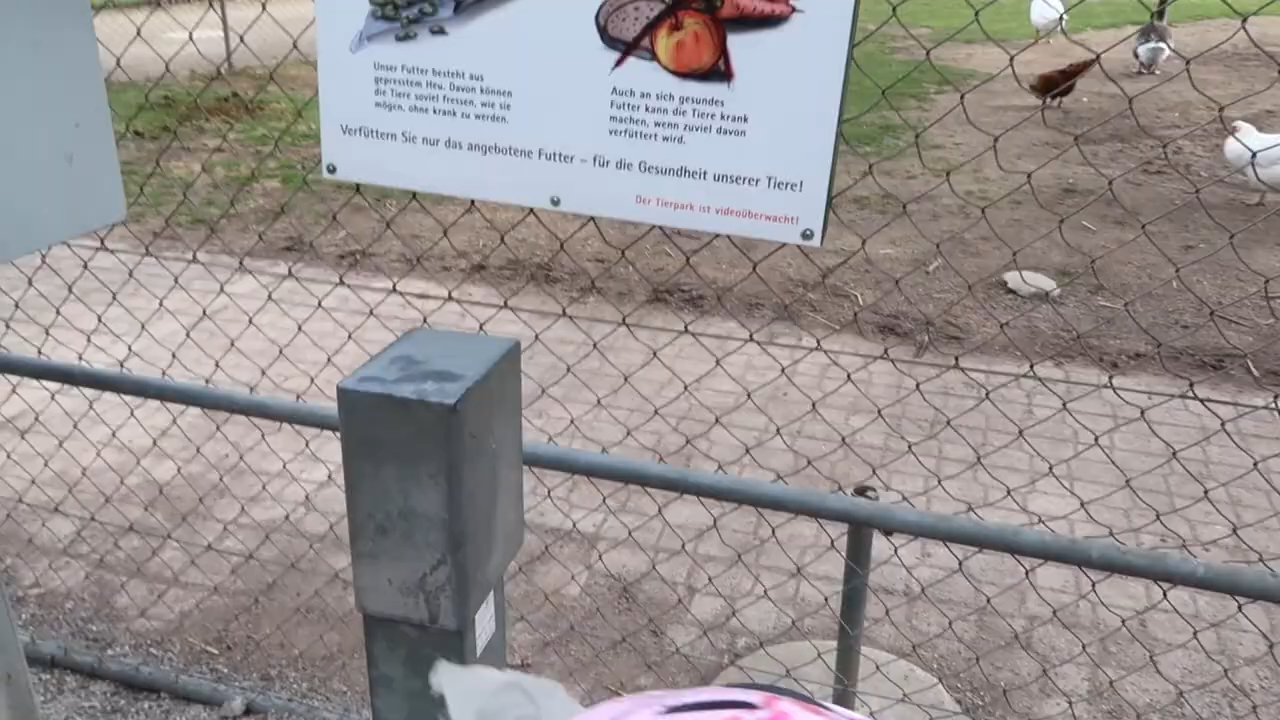 Unser Futter besteht aus
gepresstem Heu. Davon können
die Tiere soviel fressen, wie sie
mögen, ohne krank zu werden.
Auch an sich gesundes
Futter kann die Tiere krank
machen, wenn zuviel davon
verfüttert wird.
Verfüttern Sie nur das angebotene Futter – für die Gesundheit unserer Tiere!
Der Tierpark ist videoüberwacht!